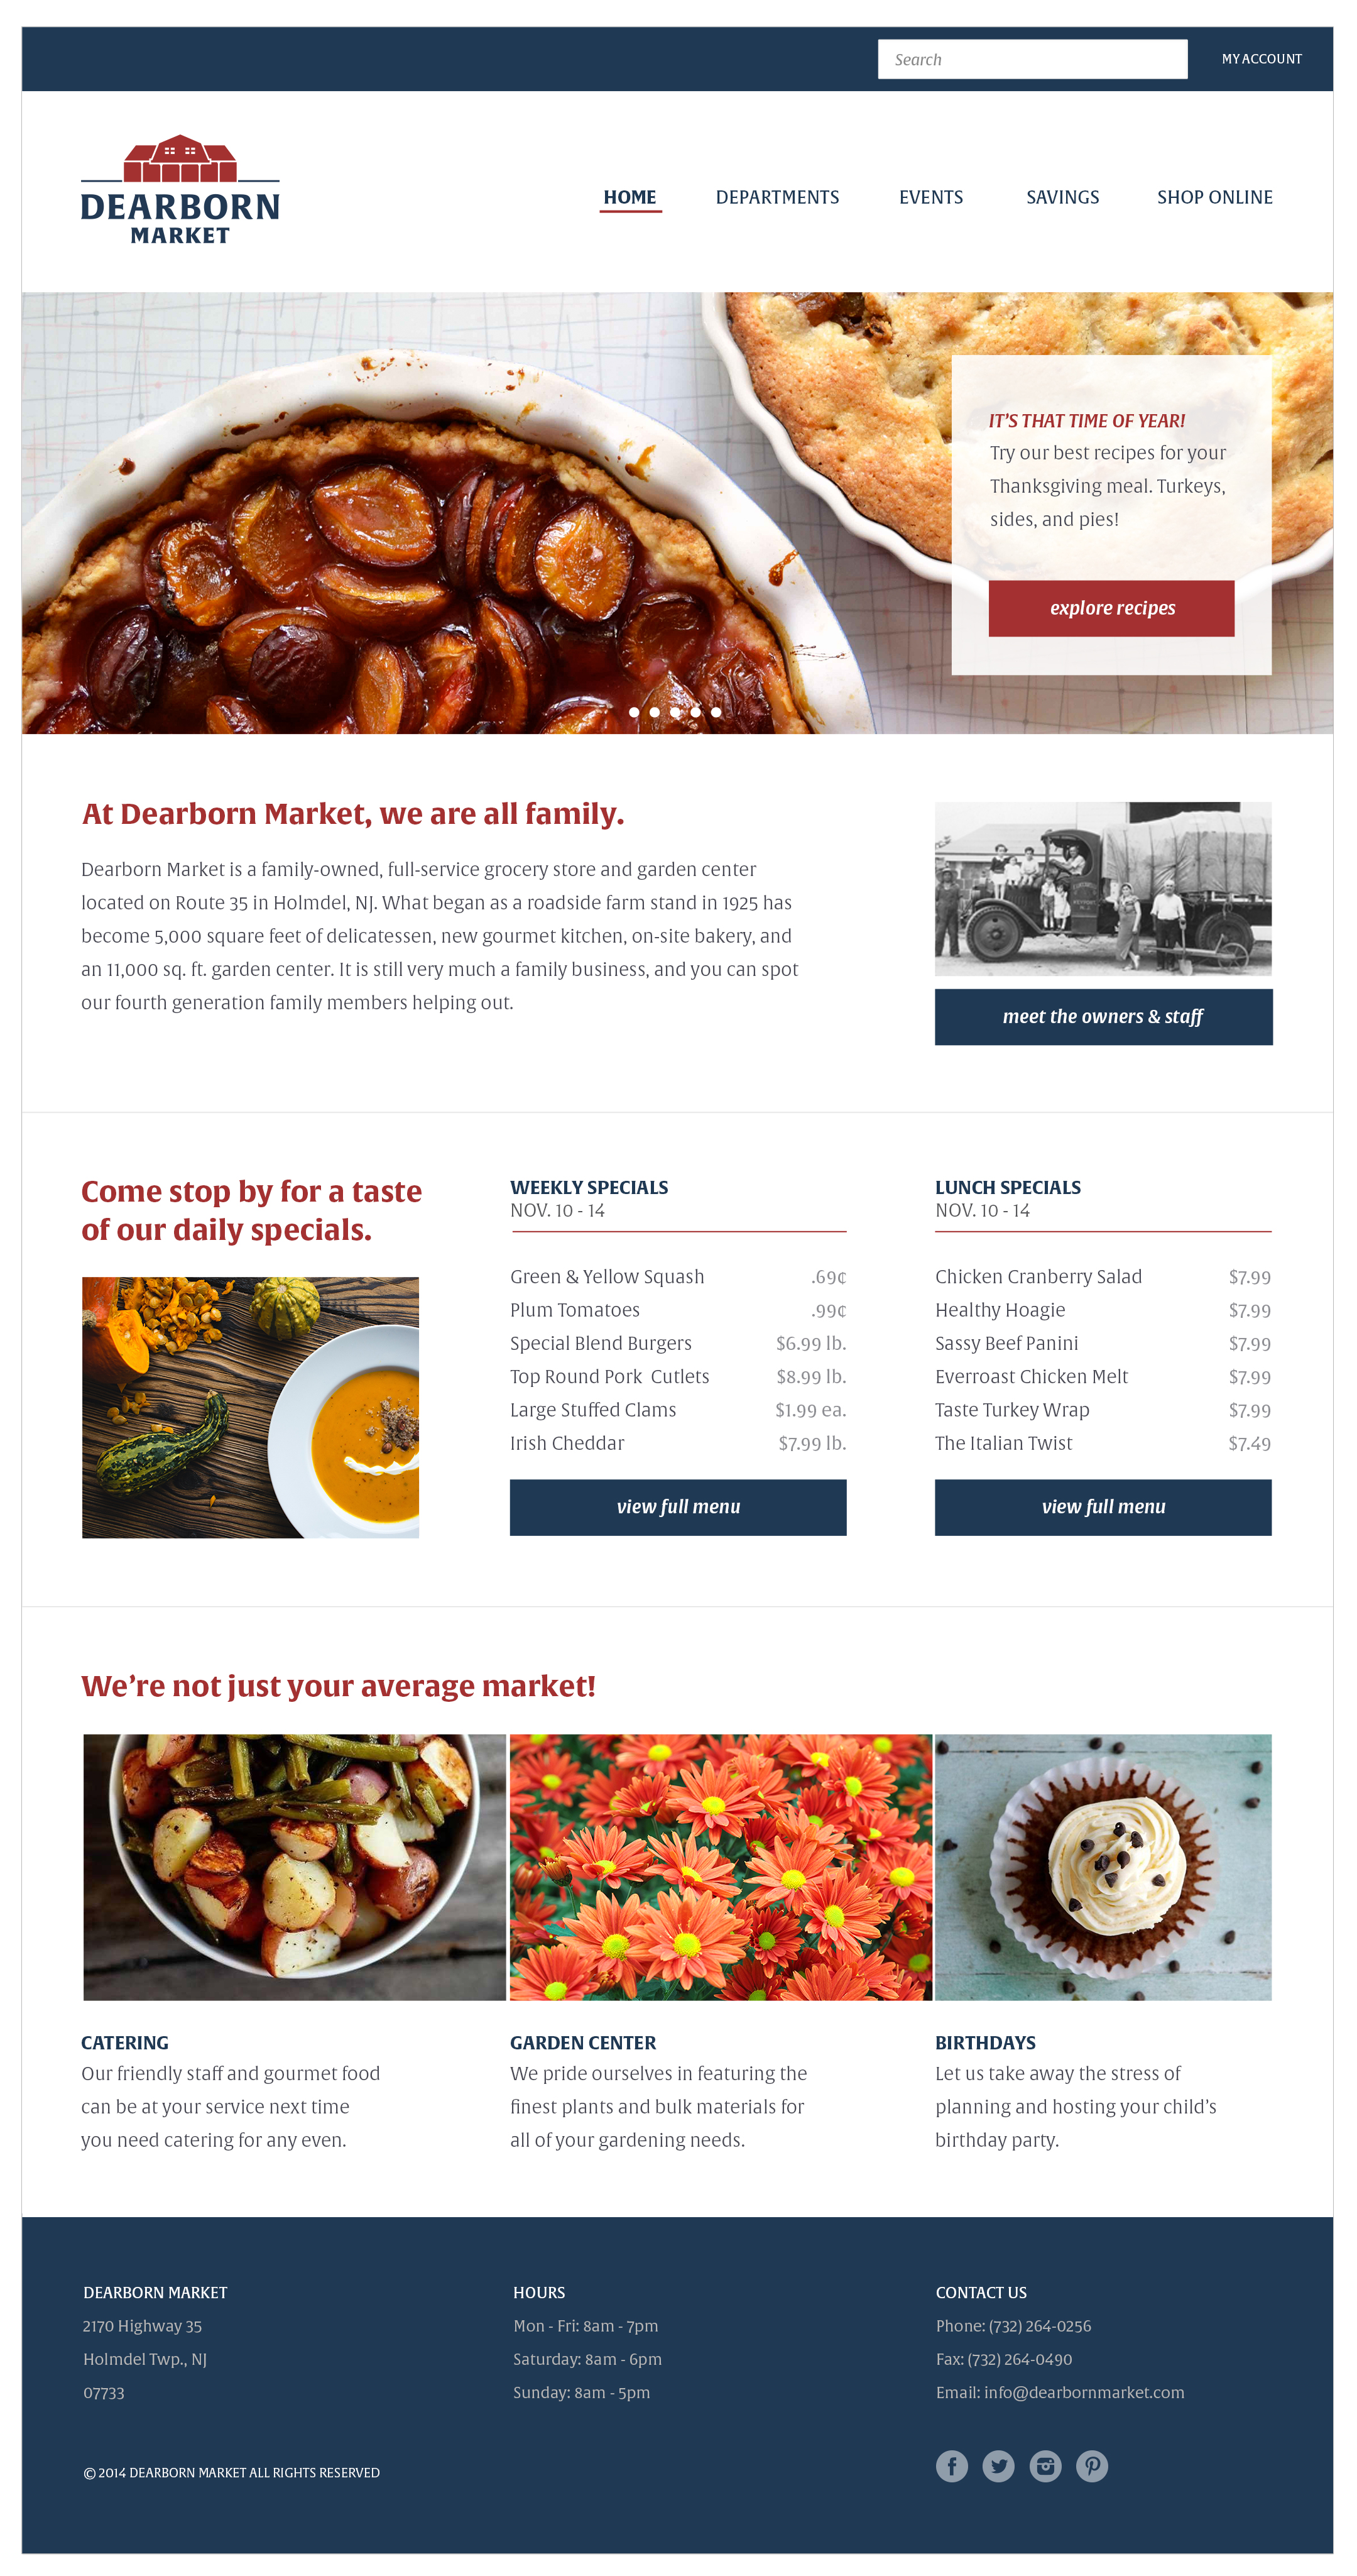 Search
MY ACCOUNT
DEARBORN
MARKET
HOME
DEPARTMENTS
EVENTS
SAVINGS
SHOP ONLINE
IT'S THAT TIME OF YEAR!
Try our best recipes for your
Thanksgiving meal. Turkeys,
sides, and pies!
explore recipes
At Dearborn Market, we are all family.
Dearborn Market is a family-owned, full-service grocery store and garden center
located on Route 35 in Holmdel, NJ. What began as a roadside farm stand in 1925 has
become 5,000 square feet of delicatessen, new gourmet kitchen, on-site bakery, and
an 11,000 sq. ft. garden center. It is still very much a family business, and you can spot
our fourth generation family members helping out.
meet the owners & staff
Come stop by for a taste
of our daily specials.
WEEKLY SPECIALS
NOV. 10 - 14
Green & Yellow Squash .69¢
Plum Tomatoes .99¢
Special Blend Burgers $6.99 lb.
Top Round Pork Cutlets $8.99 lb.
Large Stuffed Clams $1.99 ea.
Irish Cheddar $7.99 lb.
view full menu
LUNCH SPECIALS
NOV. 10 - 14
Chicken Cranberry Salad $7.99
Healthy Hoagie $7.99
Sassy Beef Panini $7.99
Everroast Chicken Melt $7.99
Taste Turkey Wrap $7.99
The Italian Twist $7.49
view full menu
We're not just your average market!
CATERING
Our friendly staff and gourmet food
can be at your service next time
you need catering for any even.
GARDEN CENTER
We pride ourselves in featuring the
finest plants and bulk materials for
all of your gardening needs.
BIRTHDAYS
Let us take away the stress of
planning and hosting your child's
birthday party.
DEARBORN MARKET
2170 Highway 35
Holmdel Twp., NJ
07733
HOURS
Mon - Fri: 8am - 7pm
Saturday: 8am - 6pm
Sunday: 8am - 5pm
CONTACT US
Phone: (732) 264-0256
Fax: (732) 264-0490
Email: info@dearbornmarket.com
© 2014 DEARBORN MARKET ALL RIGHTS RESERVED